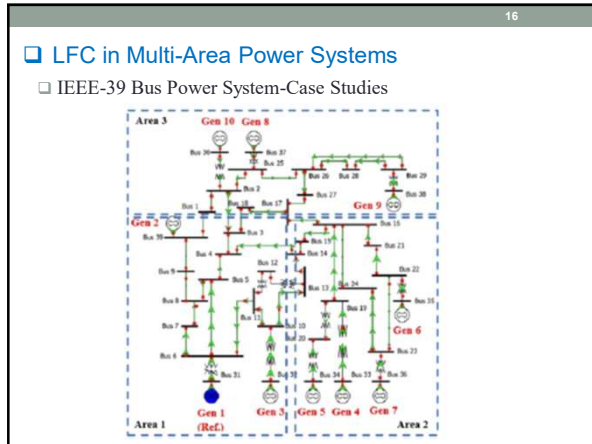 16
LFC in Multi-Area Power Systems
IEEE-39 Bus Power System-Case Studies
Area 3
Gen 10 Gen 8
Bus 30
Bus 37
Bus 25
Bus 26
Bus 28
Bus 29
Bus 2
Bus 38
Bus 27
Bus 1
Bus 18
Bus 17
Gen 9
Gen 2
Bus 39
Bus 3
Bus 15
Bus 16
Bus 14
Bus 21
Bus 4
Bus 12
Bus 9
Bus 5
Bus 13
Bus 24
Bus 22
Bus 8
Bus 11
Bus 35
Bus 7
Bus 10
Bus 20
Gen 6
Bus 6
Bus 23
Bus 31
Bus 34
Bus 33
Bus 36
Gen 1
Gen 3
Gen 5
Gen 4
Gen 7
(Ref.)
Area 1
Area 2